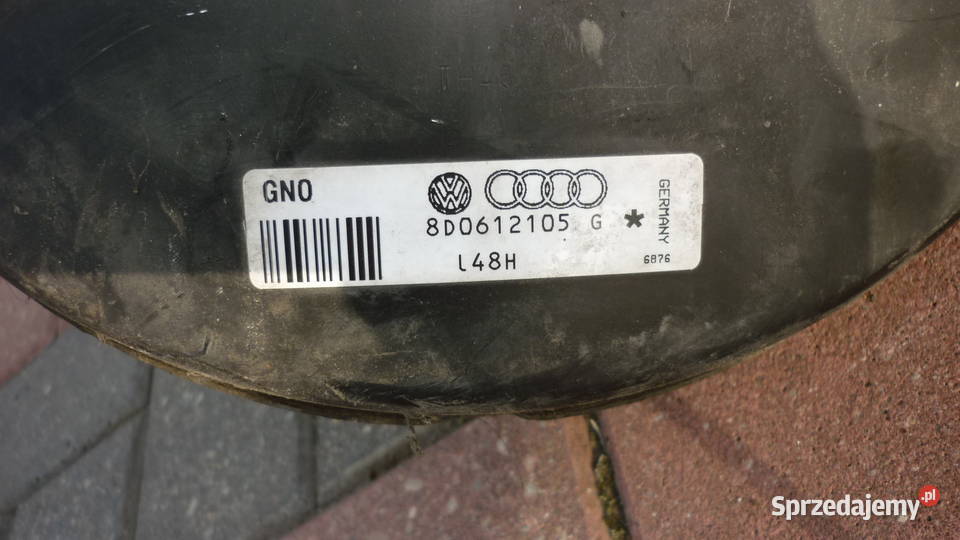 GNO
8D0612105 G *
l48H
GERMANY
6876
Sprzedajemy.pl